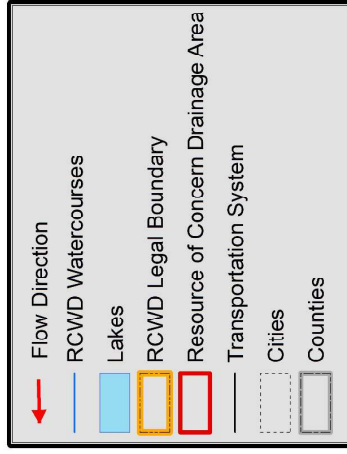 Flow Direction
RCWD Watercourses
Lakes
RCWD Legal Boundary
Resource of Concern Drainage Area
Transportation System
Cities
Counties